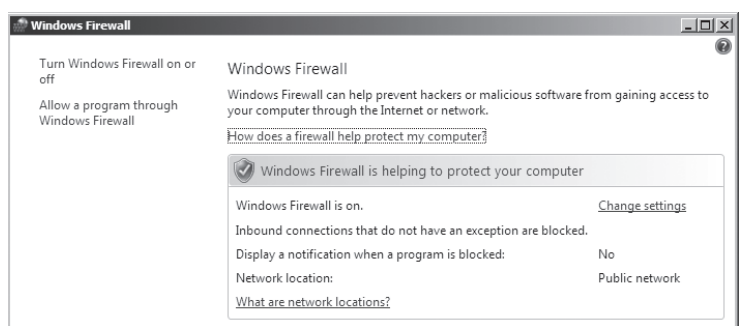 Windows Firewall
Turn Windows Firewall on or
off
Allow a program through
Windows Firewall
Windows Firewall
Windows Firewall can help prevent hackers or malicious software from gaining access to
your computer through the Internet or network.
How does a firewall help protect my computer?
Windows Firewall is helping to protect your computer
Windows Firewall is on. Change settings
Inbound connections that do not have an exception are blocked.
Display a notification when a program is blocked: No
Network location: Public network
What are network locations?